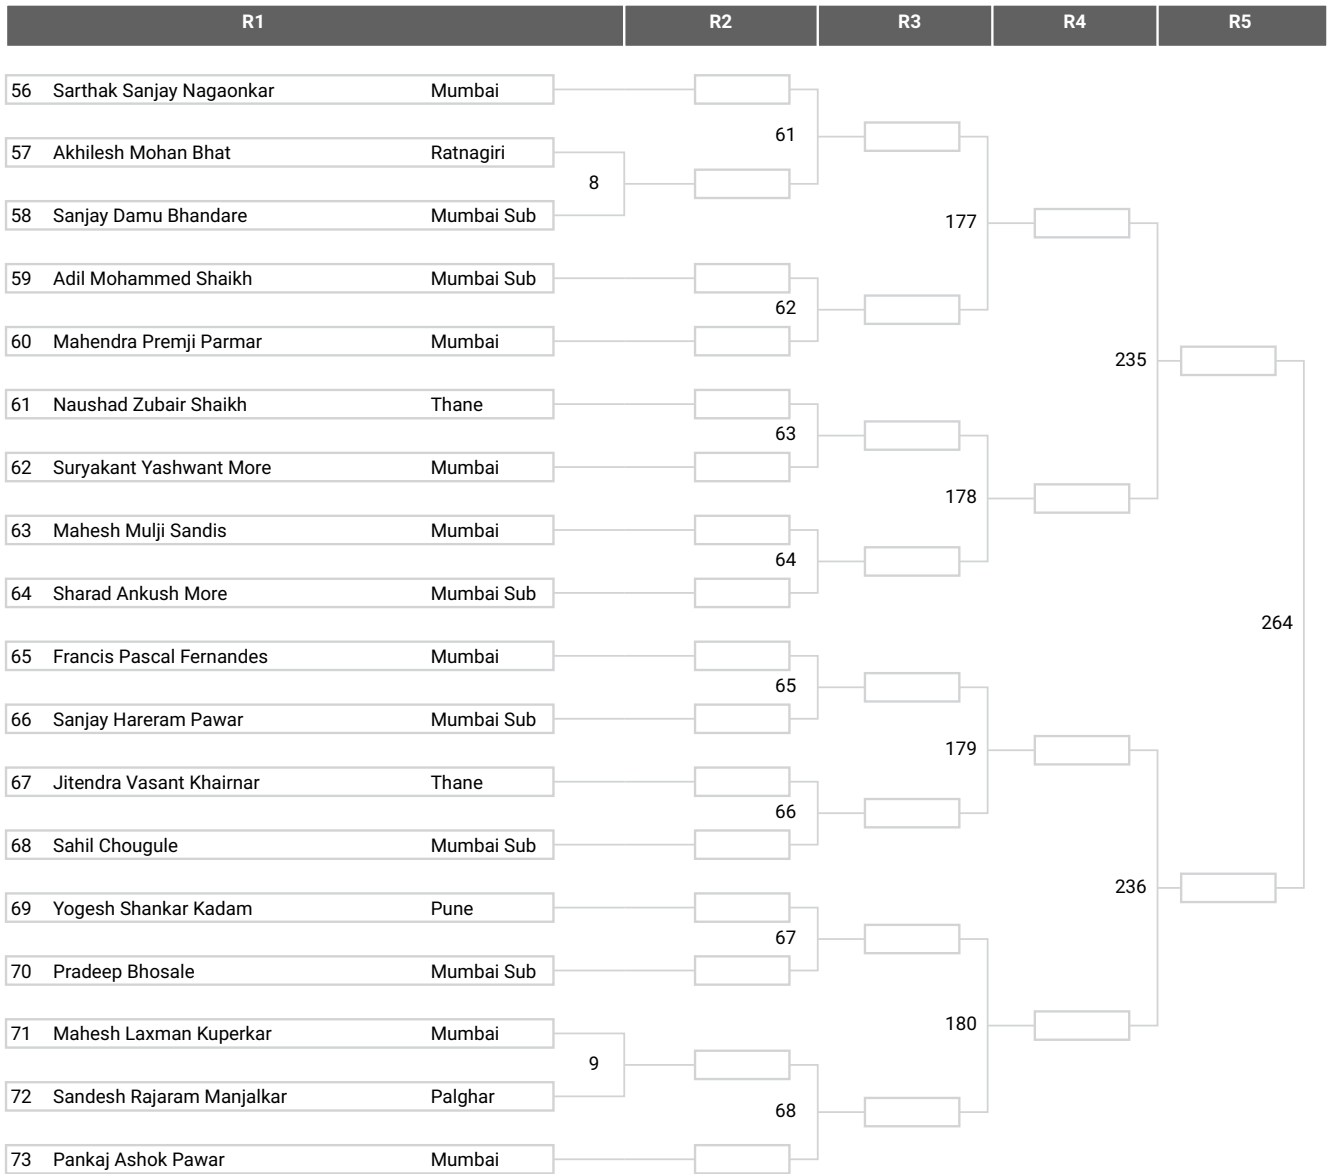 R1 R2 R3 R4 R5
56 Sarthak Sanjay Nagaonkar Mumbai
61
57 Akhilesh Mohan Bhat Ratnagiri
8
58 Sanjay Damu Bhandare Mumbai Sub
177
59 Adil Mohammed Shaikh Mumbai Sub
62
60 Mahendra Premji Parmar Mumbai
235
61 Naushad Zubair Shaikh Thane
63
62 Suryakant Yashwant More Mumbai
178
63 Mahesh Mulji Sandis Mumbai
64
64 Sharad Ankush More Mumbai Sub
264
65 Francis Pascal Fernandes Mumbai
65
66 Sanjay Hareram Pawar Mumbai Sub
179
67 Jitendra Vasant Khairnar Thane
66
68 Sahil Chougule Mumbai Sub
236
69 Yogesh Shankar Kadam Pune
67
70 Pradeep Bhosale Mumbai Sub
180
71 Mahesh Laxman Kuperkar Mumbai
9
72 Sandesh Rajaram Manjalkar Palghar
68
73 Pankaj Ashok Pawar Mumbai